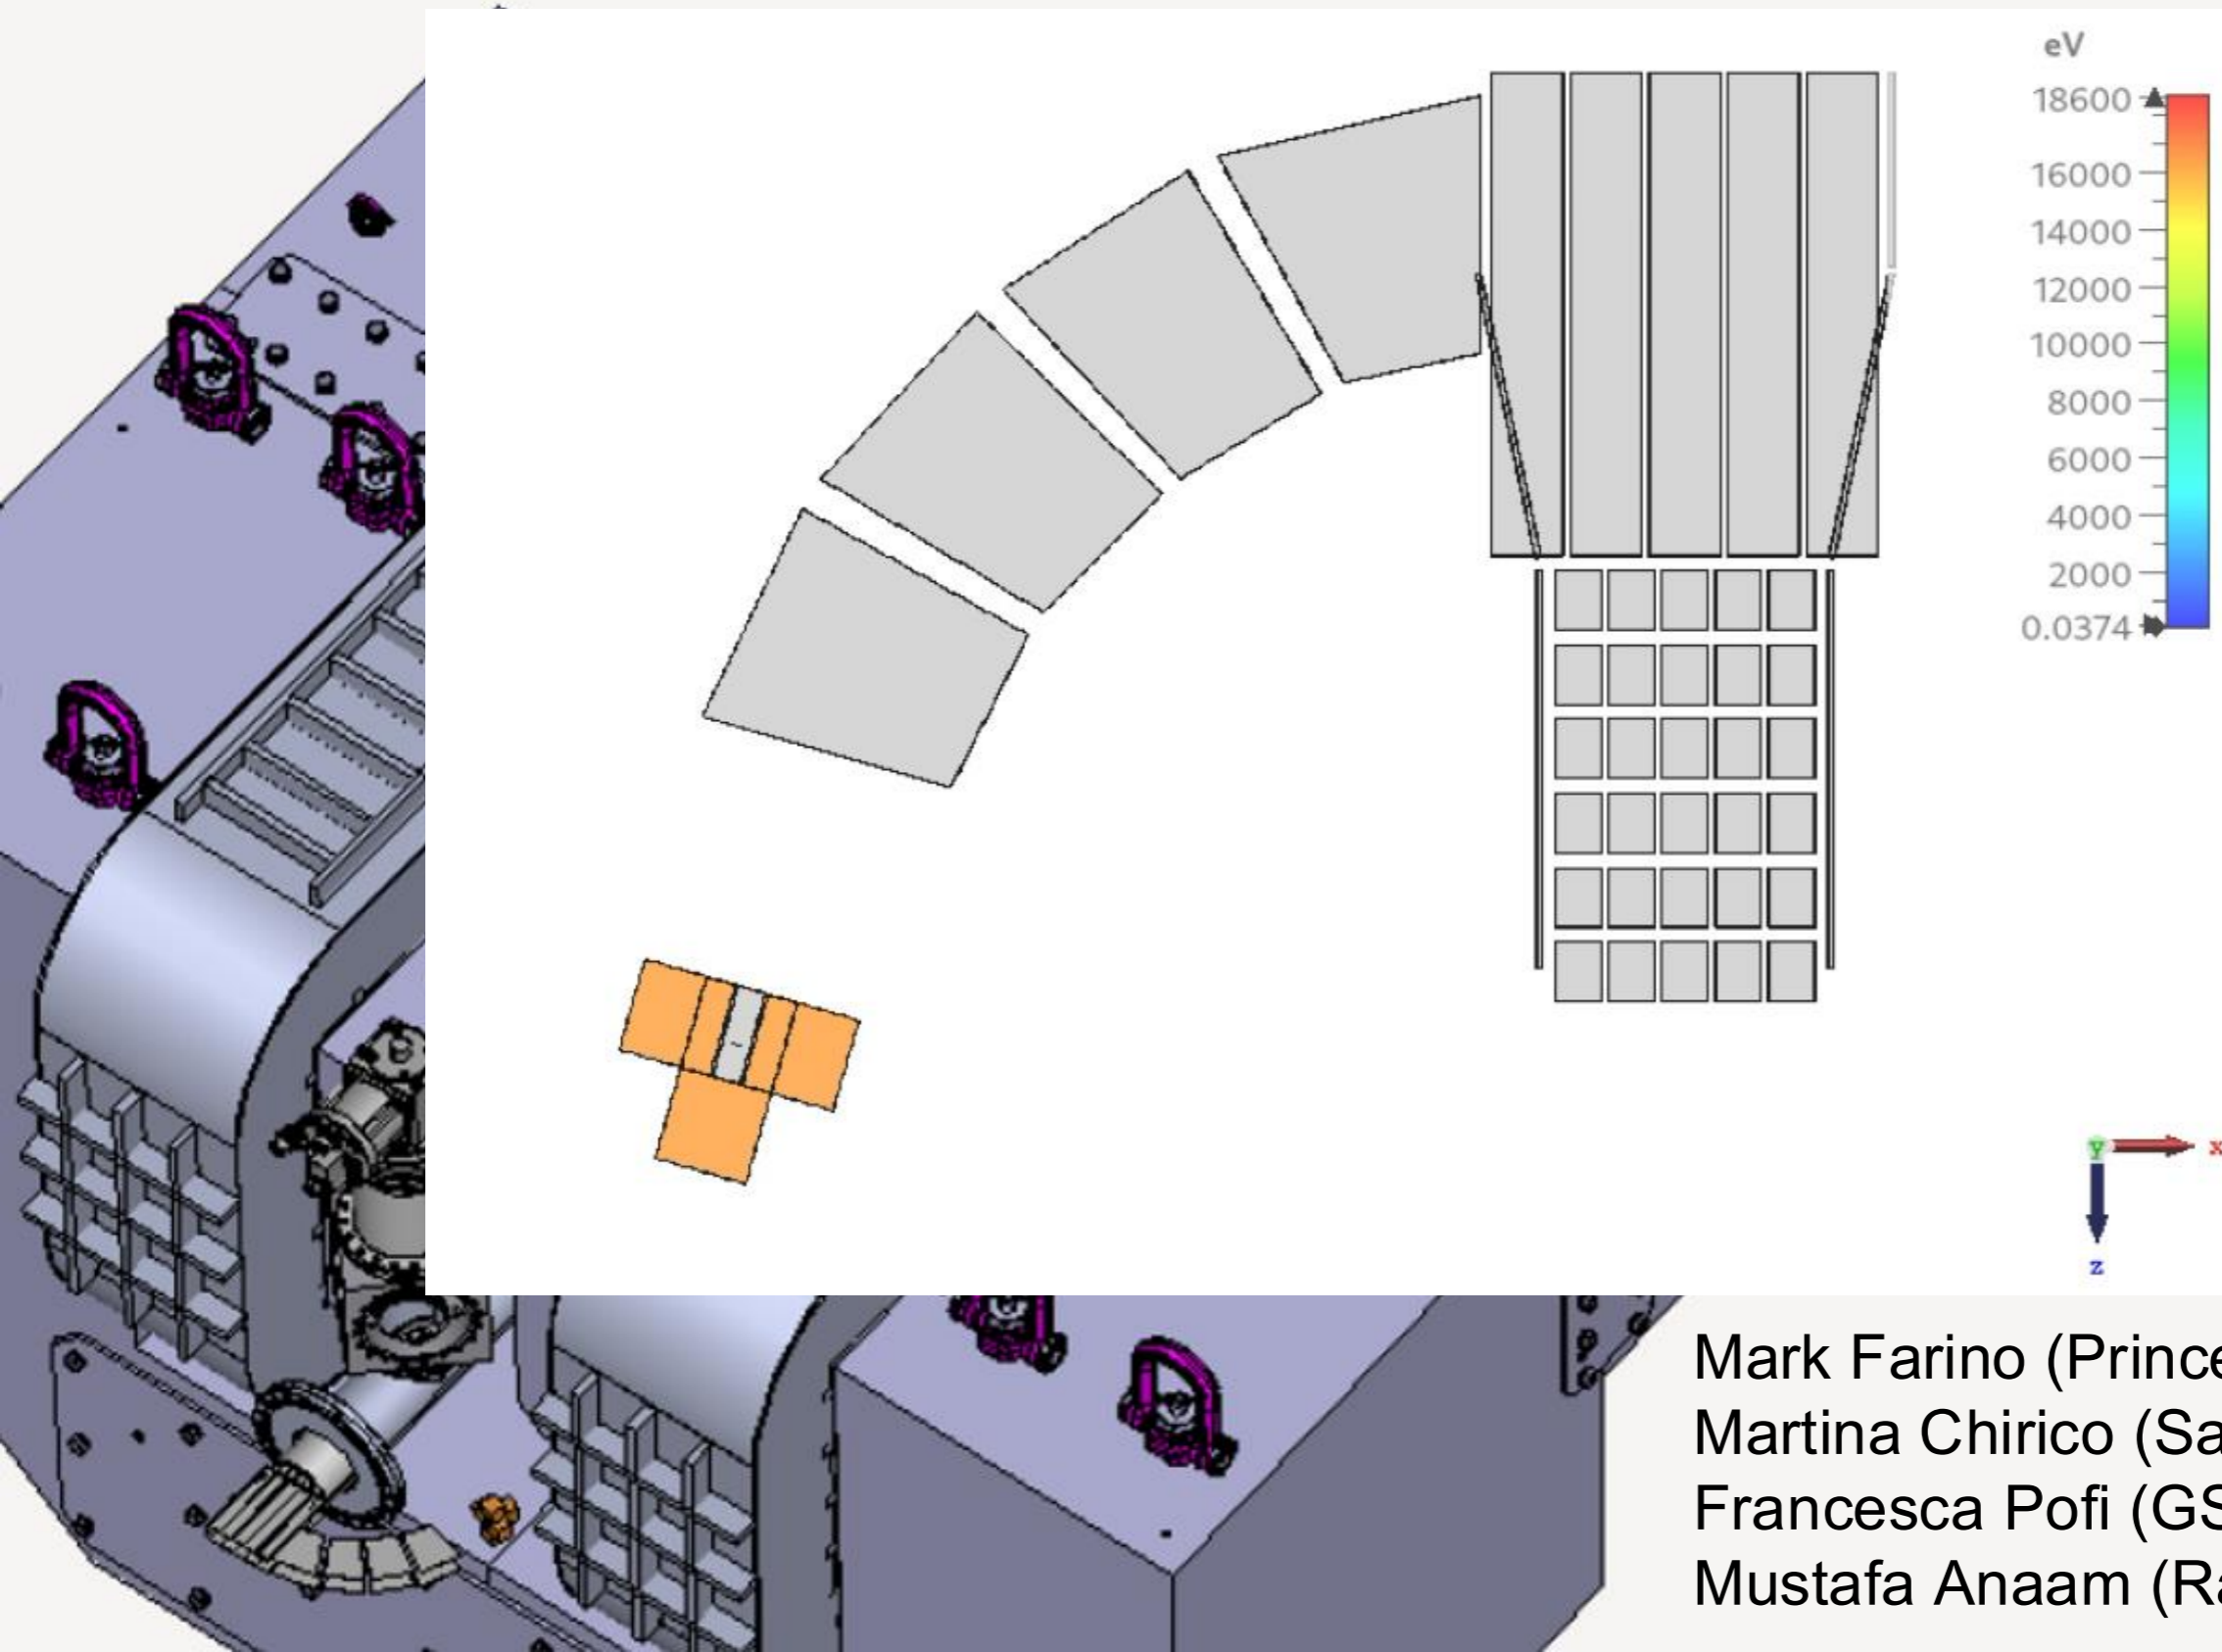 eV
18600
16000
14000
12000
10000
8000
6000
4000
2000
0.0374
y
x
z
Mark Farino (Prince
Martina Chirico (Sa
Francesca Pofi (GS
Mustafa Anaam (Ra